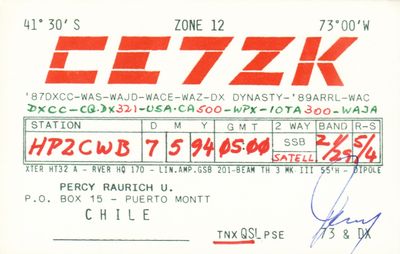 41° 30' S ZONE 12 73° 00' W
CE7ZK
'87DXCC-WAS-WAJD-WACE-WAZ-DX DYNASTY-'89ARRL-WAC
DXCC-CQ.DX321-USA.CA500-WPX-IOTA300-WAJA
STATION D M Y GMT 2 WAY BAND R-S
HP2CWB 7 5 94 05.00 SSB SATELL. 21/28 5/4
XTER HT32 A - RVER HQ 170 - LIN.AMP.GSB 201-BEAM TH 3 MK-III 55'H - DIPOLE
PERCY RAURICH U.
P.O. BOX 15 - PUERTO MONTT
CHILE
TNX QSL PSE 73 & DX